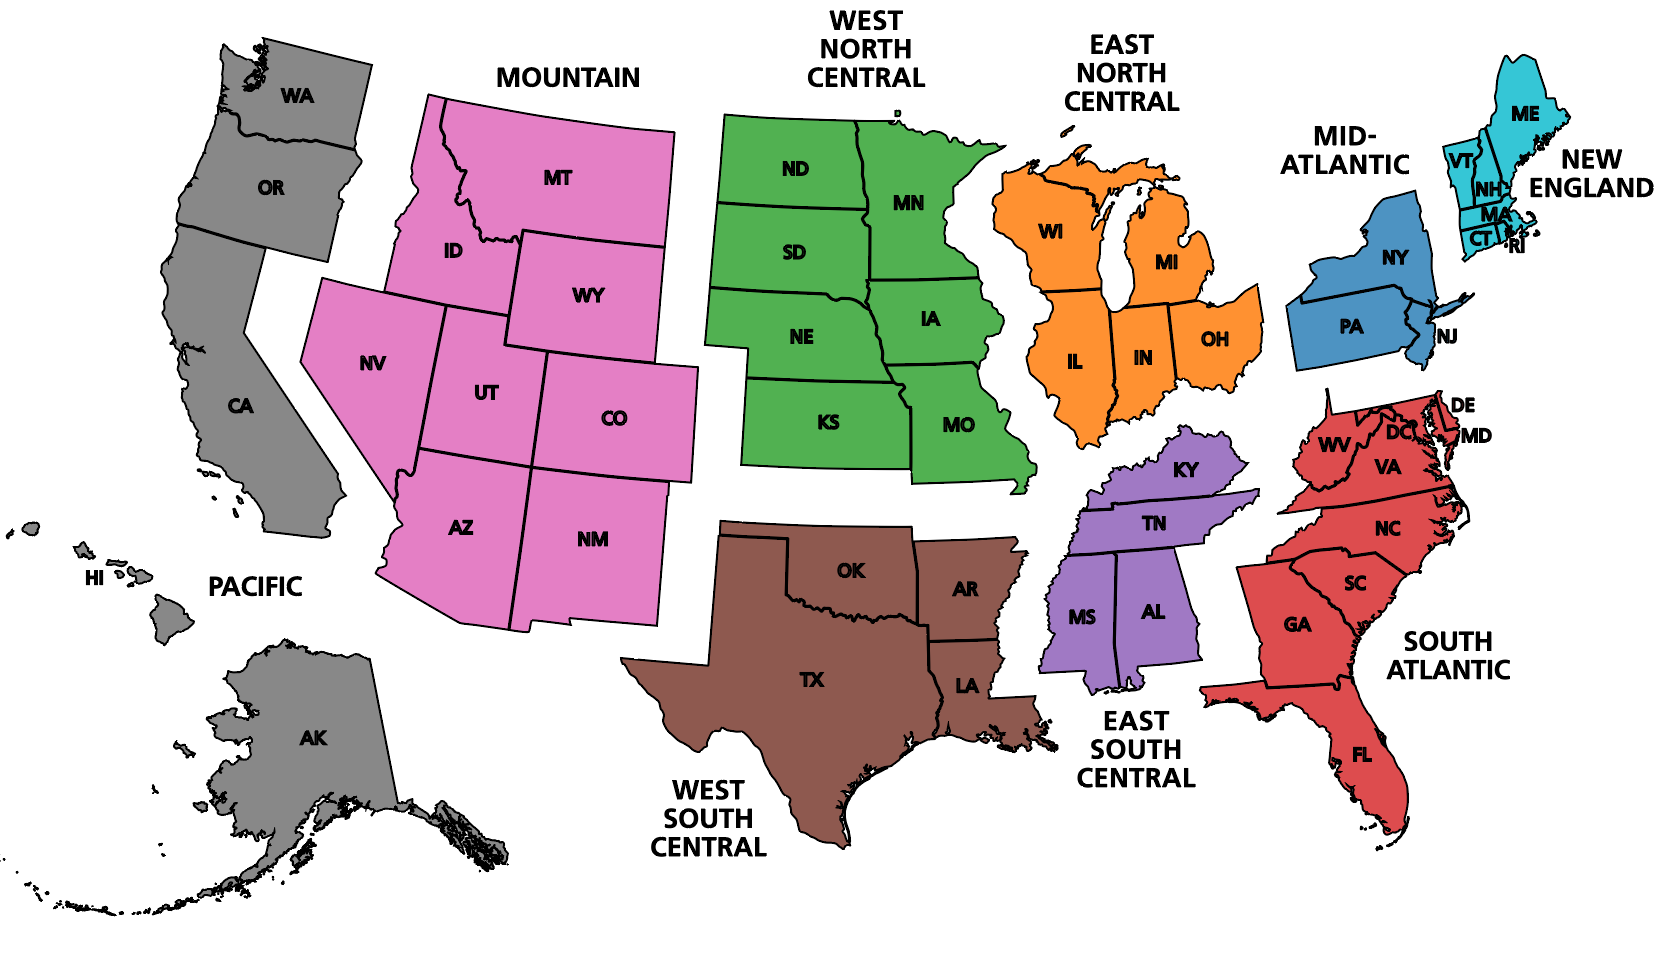 WEST
NORTH
CENTRAL
EAST
NORTH
CENTRAL
MOUNTAIN
MID-
ATLANTIC
NEW
ENGLAND
WA
OR
CA
HI
PACIFIC
AK
MT
ID
WY
NV
UT
CO
AZ
NM
ND
MN
SD
IA
NE
KS
MO
WI
MI
IL
IN
OH
ME
VT
NH
MA
CT
RI
NY
PA
NJ
DE
MD
DC
WV
VA
NC
SC
GA
FL
SOUTH
ATLANTIC
KY
TN
MS
AL
EAST
SOUTH
CENTRAL
OK
AR
TX
LA
WEST
SOUTH
CENTRAL